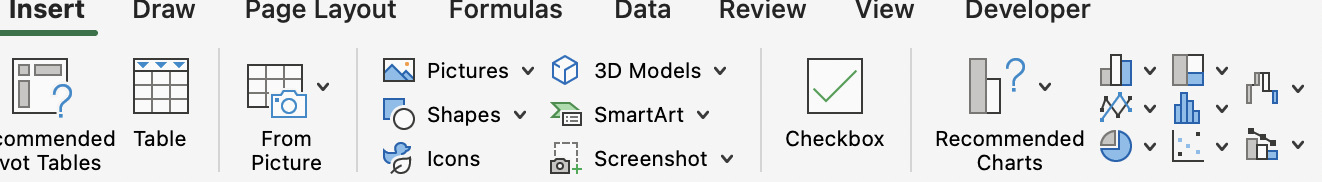 Insert Draw Page Layout Formulas Data Review View Developer
commended
vot Tables
Table
From
Picture
Pictures
Shapes
Icons
3D Models
SmartArt
Screenshot
Checkbox
Recommended
Charts